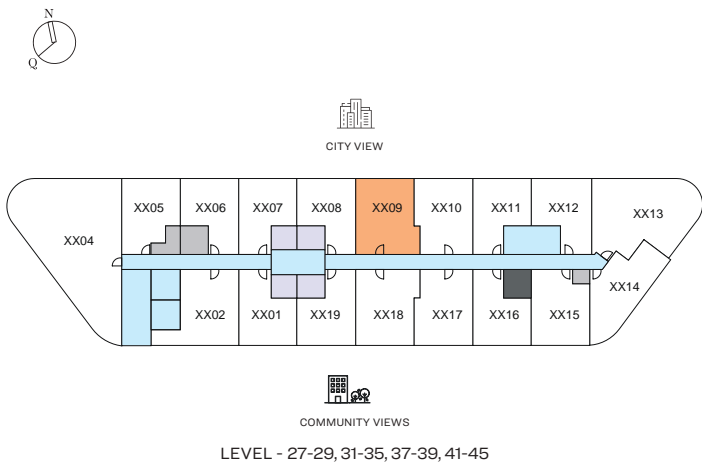 N
Q
CITY VIEW
XX05 XX06 XX07 XX08 XX09 XX10 XX11 XX12 XX13
XX04
XX14
XX02 XX01 XX19 XX18 XX17 XX16 XX15
COMMUNITY VIEWS
LEVEL - 27-29, 31-35, 37-39, 41-45